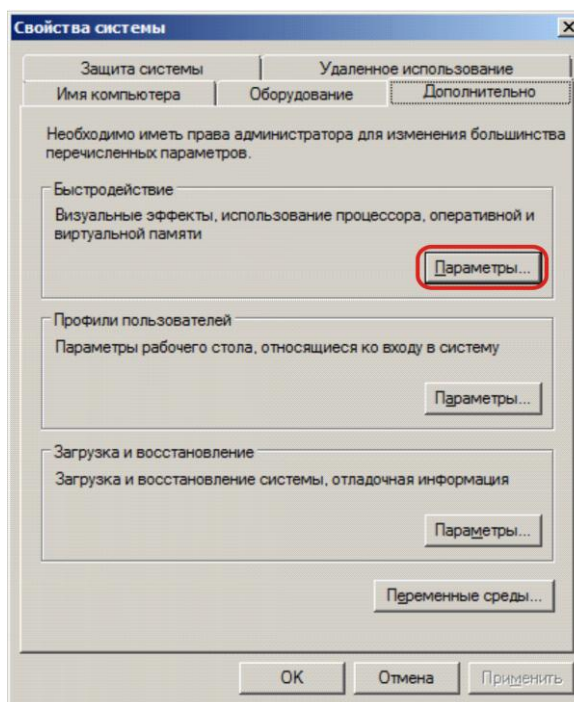 Свойства системы
Защита системы
Удаленное использование
Имя компьютера
Оборудование
Дополнительно
Необходимо иметь права администратора для изменения большинства
перечисленных параметров.
Быстродействие
Визуальные эффекты, использование процессора, оперативной и
виртуальной памяти
Параметры...
Профили пользователей
Параметры рабочего стола, относящиеся ко входу в систему
Параметры...
Загрузка и восстановление
Загрузка и восстановление системы, отладочная информация
Параметры...
Переменные среды...
OK
Отмена
Применить